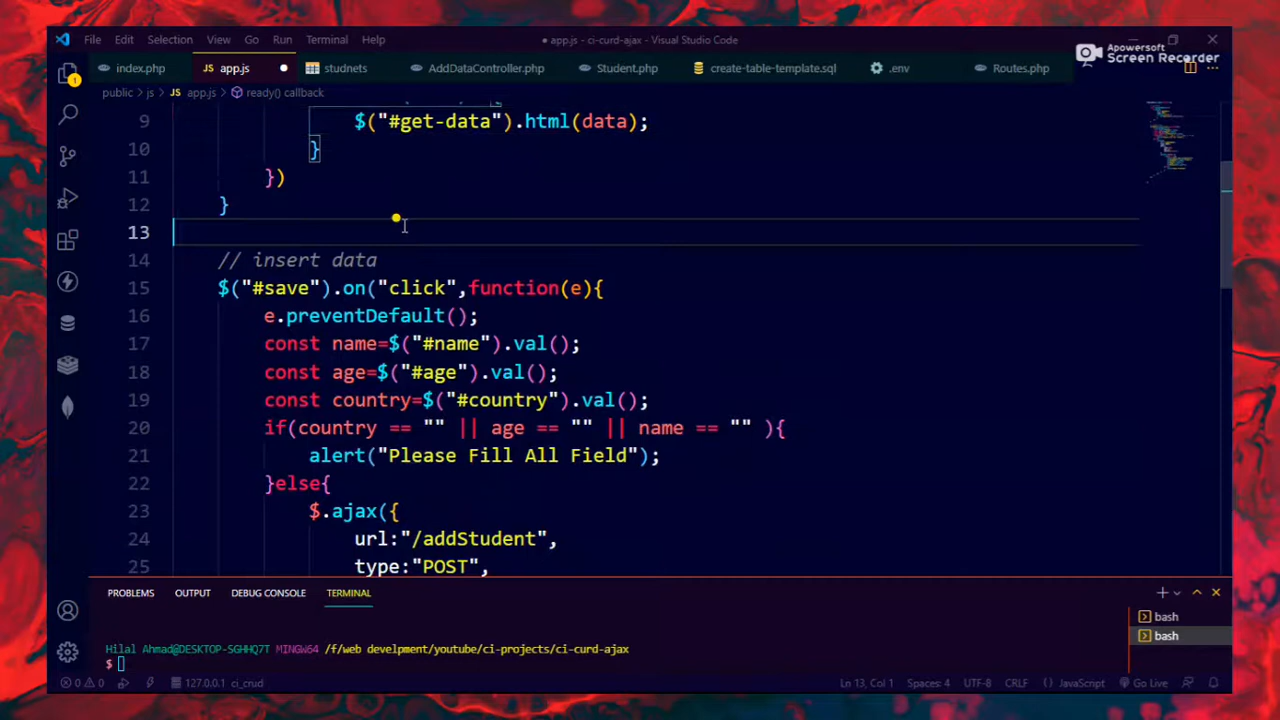 File Edit Selection View Go Run Terminal Help
● app.js - ci-curd-ajax - Visual Studio Code
Apowersoft
Screen Recorder
index.php
app.js
studnets
AddDataController.php
Student.php
create-table-template.sql
.env
Routes.php
public > js > JS app.js > ready() callback
9 $("#get-data").html(data);
10 }
11 })
12 }
13
14 // insert data
15 $("#save").on("click",function(e){
16 e.preventDefault();
17 const name=$("#name").val();
18 const age=$("#age").val();
19 const country=$("#country").val();
20 if(country == "" || age == "" || name == "" ){
21 alert("Please Fill All Field");
22 }else{
23 $.ajax({
24 url:"/addStudent",
25 type:"POST",
PROBLEMS OUTPUT DEBUG CONSOLE TERMINAL
bash
bash
Hilal Ahmad@DESKTOP-SGHHQ7T MINGW64 /f/web develpment/youtube/ci-projects/ci-curd-ajax
$
0 0 127.0.0.1 ci_crud Ln 13, Col 1 Spaces: 4 UTF-8 CRLF {} JavaScript Go Live